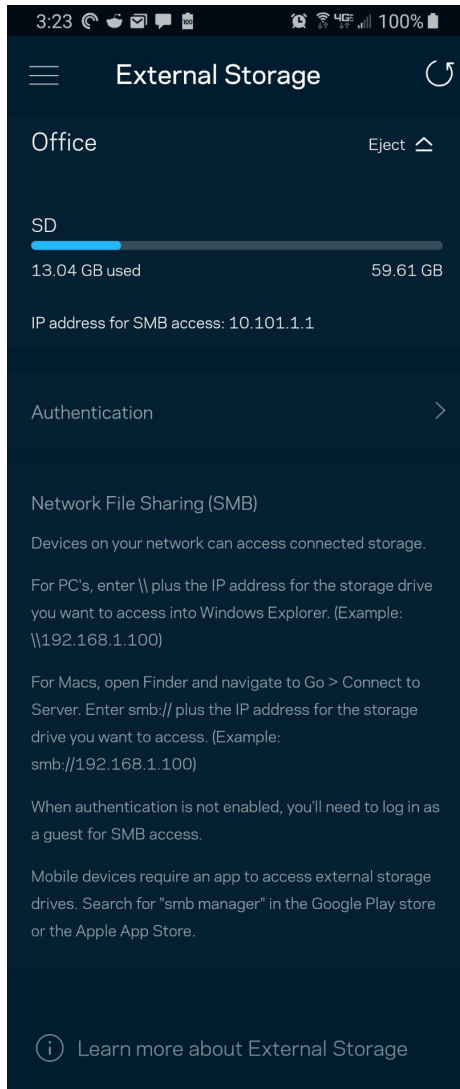 3:23 4GE 100%
External Storage
Office Eject
SD
13.04 GB used 59.61 GB
IP address for SMB access: 10.101.1.1
Authentication
Network File Sharing (SMB)
Devices on your network can access connected storage.
For PC's, enter \\ plus the IP address for the storage drive
you want to access into Windows Explorer. (Example:
\\192.168.1.100)
For Macs, open Finder and navigate to Go > Connect to
Server. Enter smb:// plus the IP address for the storage
drive you want to access. (Example:
smb://192.168.1.100)
When authentication is not enabled, you'll need to log in as
a guest for SMB access.
Mobile devices require an app to access external storage
drives. Search for "smb manager" in the Google Play store
or the Apple App Store.
Learn more about External Storage